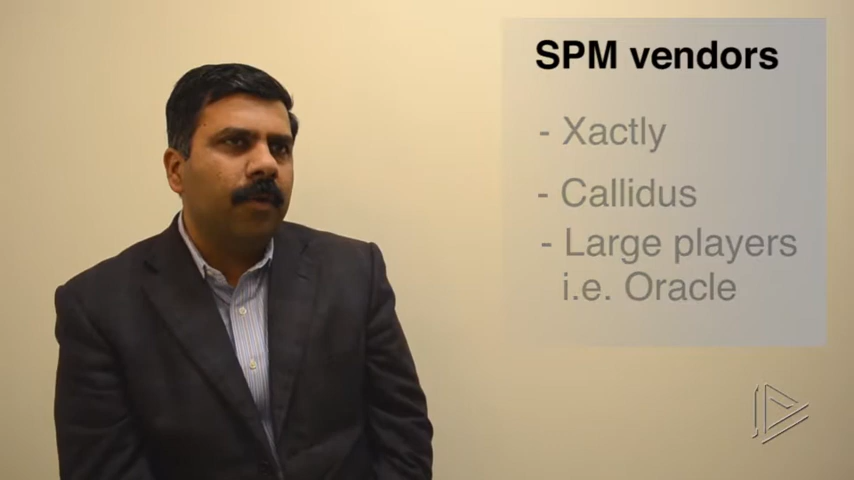 SPM vendors
- Xactly
- Callidus
- Large players
i.e. Oracle